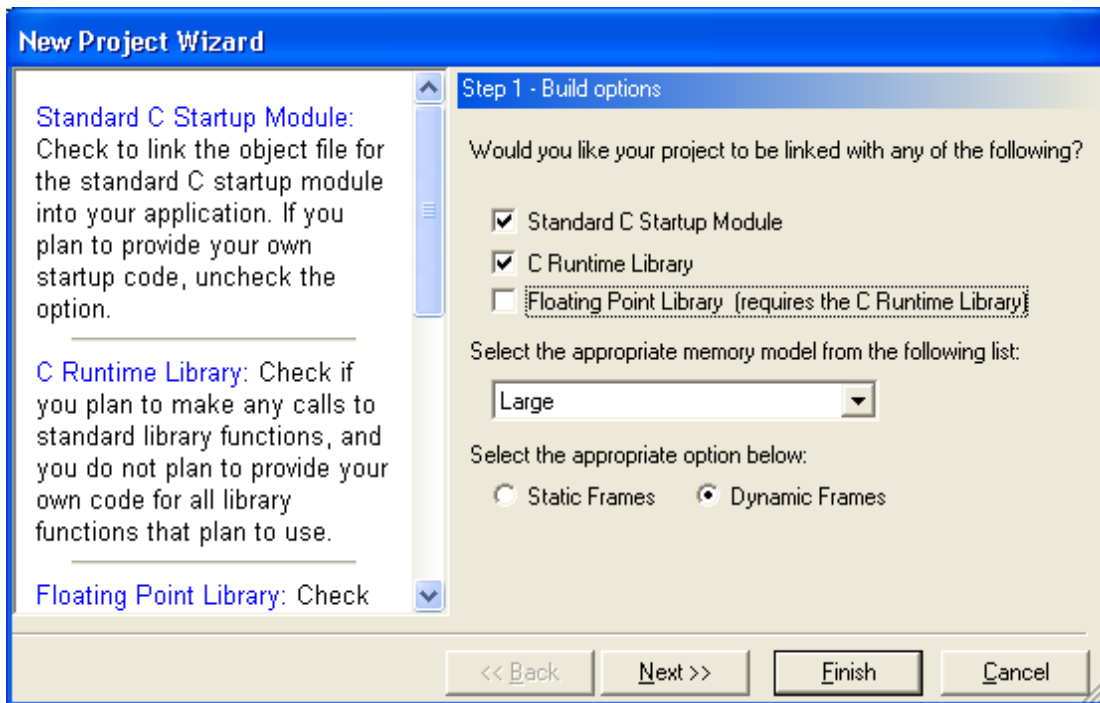 New Project Wizard
Standard C Startup Module:
Check to link the object file for
the standard C startup module
into your application. If you
plan to provide your own
startup code, uncheck the
option.
C Runtime Library: Check if
you plan to make any calls to
standard library functions, and
you do not plan to provide your
own code for all library
functions that plan to use.
Floating Point Library: Check
Step 1 - Build options
Would you like your project to be linked with any of the following?
Standard C Startup Module
C Runtime Library
Floating Point Library (requires the C Runtime Library)
Select the appropriate memory model from the following list:
Large
Select the appropriate option below:
Static Frames Dynamic Frames
<< Back Next >> Finish Cancel